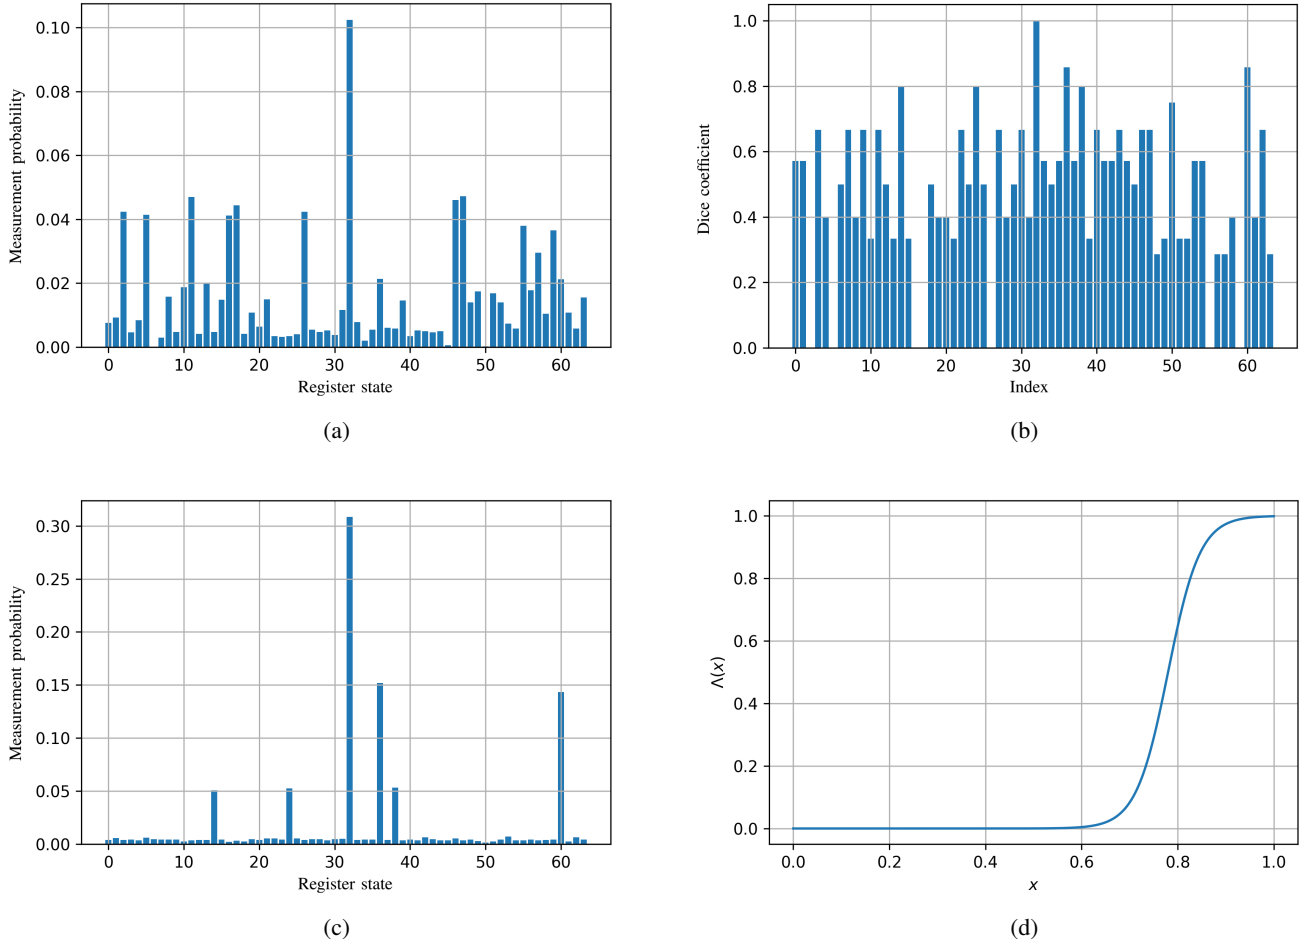 0.10
0.08
0.06
0.04
0.02
0.00
Measurement probability
0 10 20 30 40 50 60
Register state
(a)
1.0
0.8
0.6
0.4
0.2
0.0
Dice coefficient
0 10 20 30 40 50 60
Index
(b)
0.30
0.25
0.20
0.15
0.10
0.05
0.00
Measurement probability
0 10 20 30 40 50 60
Register state
(c)
1.0
0.8
0.6
0.4
0.2
0.0
Λ(x)
0.0 0.2 0.4 0.6 0.8 1.0
x
(d)